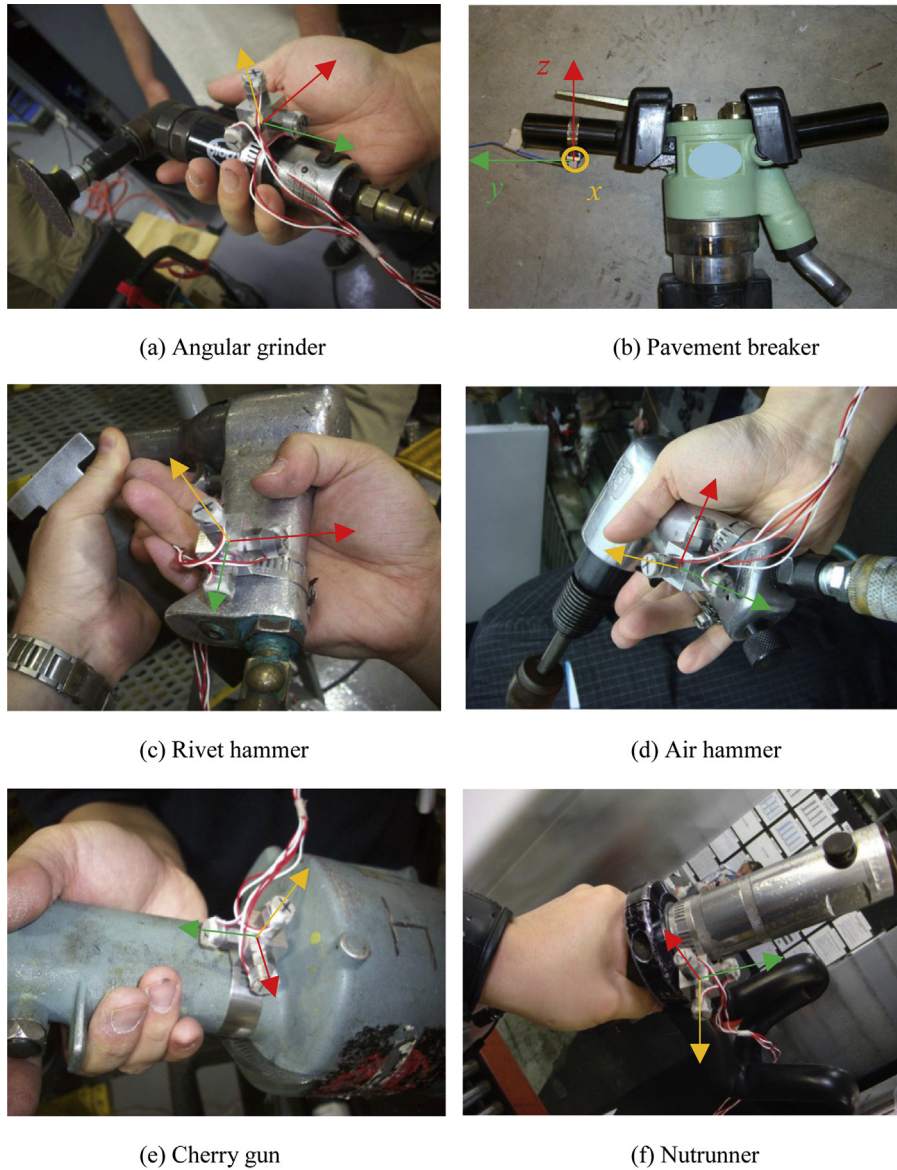 z
y
x
(a) Angular grinder
(b) Pavement breaker
(c) Rivet hammer
(d) Air hammer
(e) Cherry gun
(f) Nutrunner